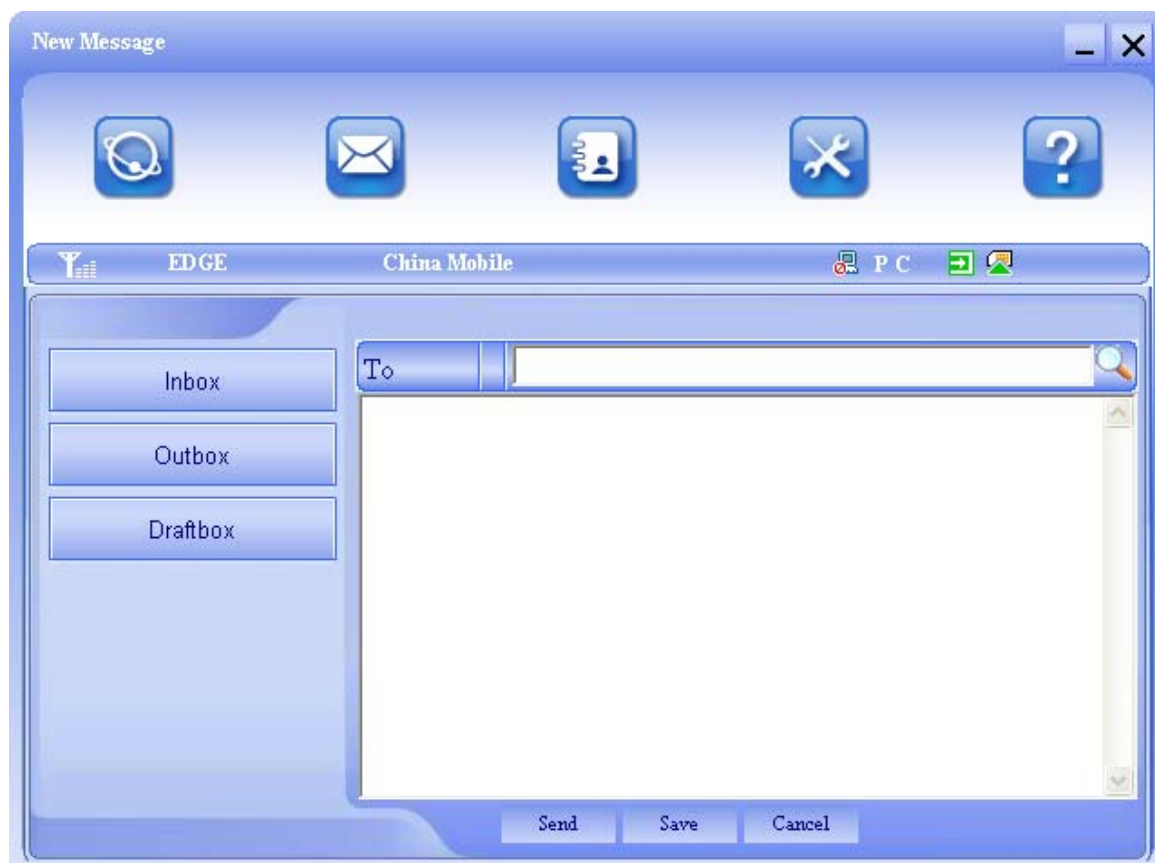 New Message
EDGE China Mobile P C
Inbox
Outbox
Draftbox
To
Send Save Cancel